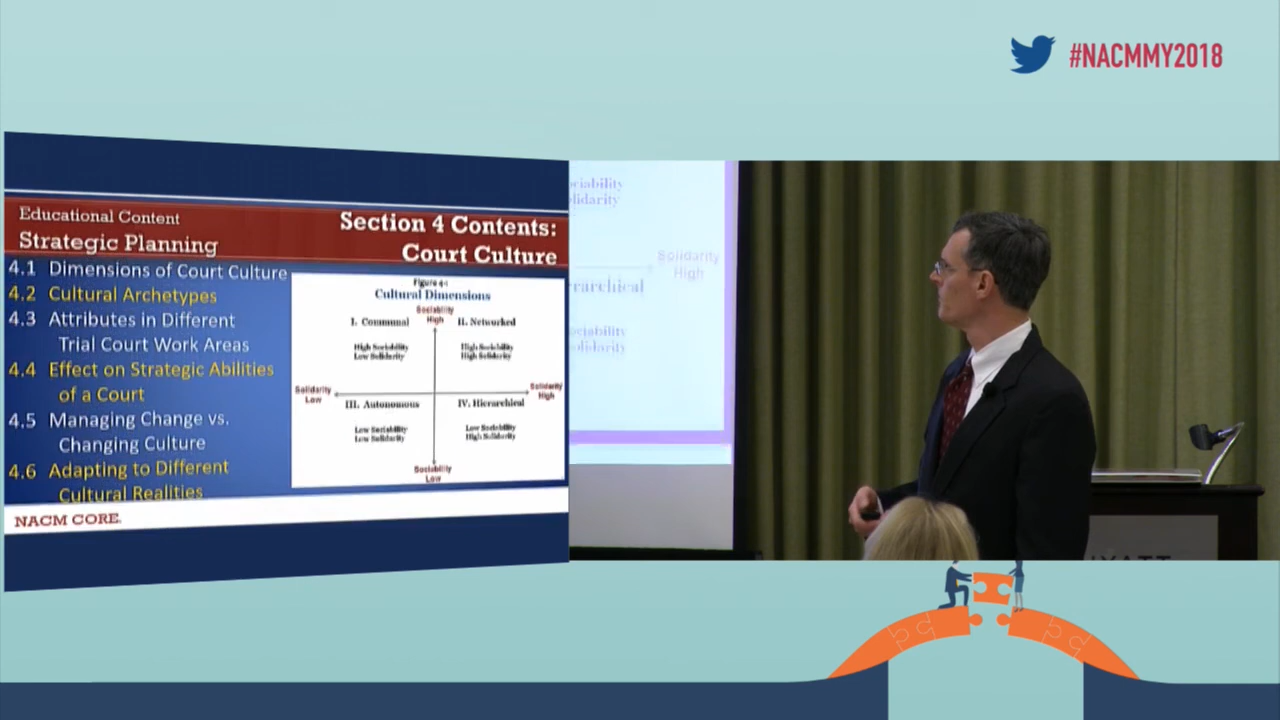 #NACMMY2018
Educational Content
Strategic Planning
Section 4 Contents:
Court Culture
4.1 Dimensions of Court Culture
4.2 Cultural Archetypes
4.3 Attributes in Different
Trial Court Work Areas
4.4 Effect on Strategic Abilities
of a Court
4.5 Managing Change vs.
Changing Culture
4.6 Adapting to Different
Cultural Realities
Cultural Dimensions
Sociability
High
I. Communal
II. Networked
High Sociability
Low Solidarity
High Sociability
High Solidarity
Solidarity
Low
Solidarity
High
III. Autonomous
IV. Hierarchical
Low Sociability
Low Solidarity
Low Sociability
High Solidarity
Sociability
Low
NACM CORE.
Solidarity
High